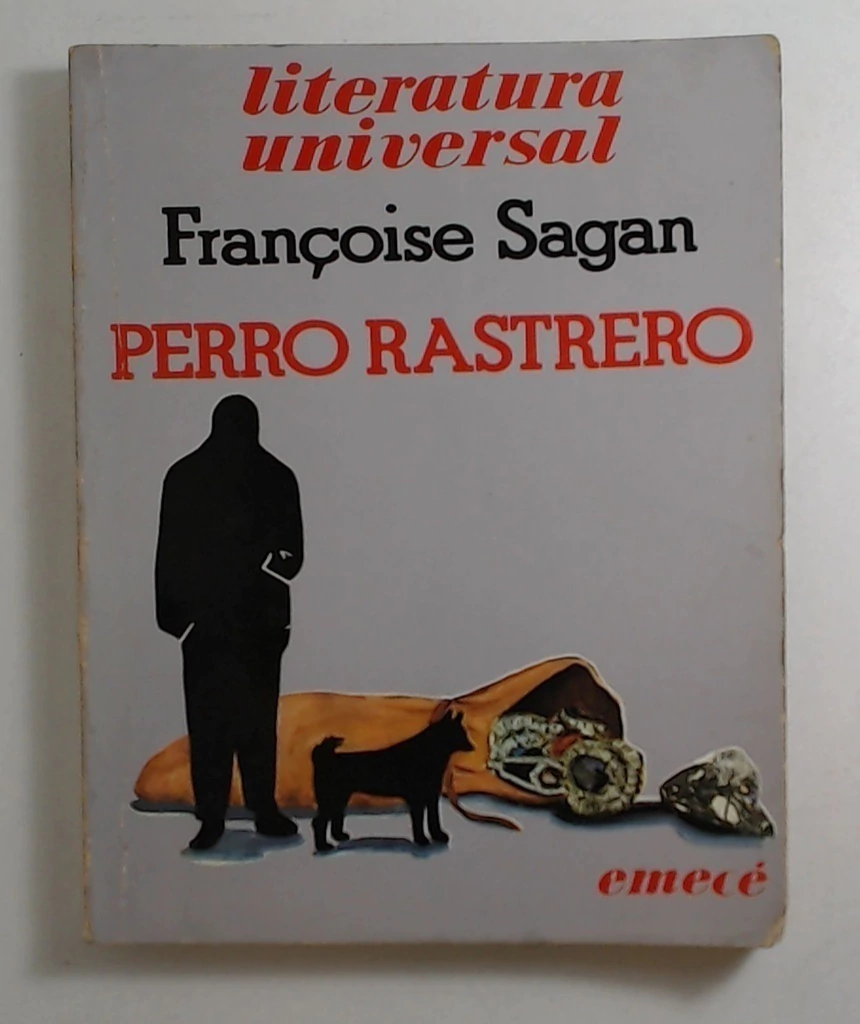 literatura
universal
Françoise Sagan
PERRO RASTRERO
emecé